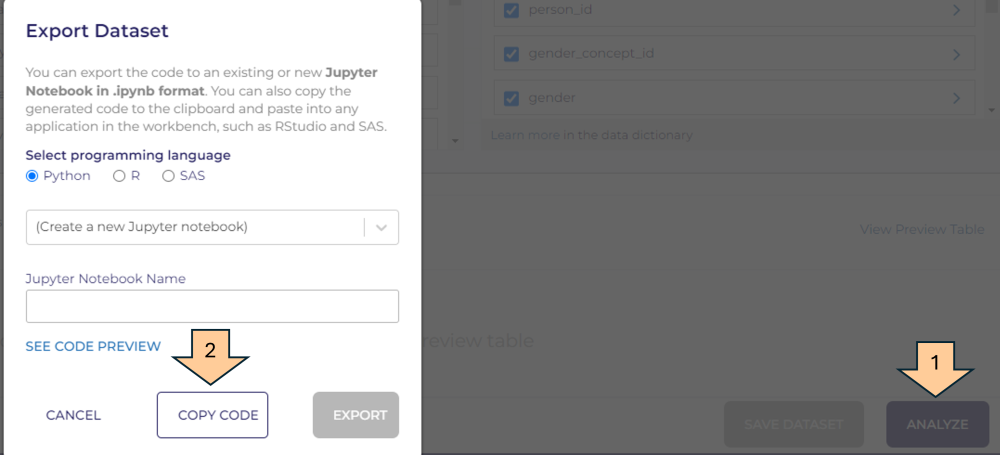 Export Dataset
You can export the code to an existing or new Jupyter
Notebook in .ipynb format. You can also copy the
generated code to the clipboard and paste into any
application in the workbench, such as RStudio and SAS.
Select programming language
Python R SAS
(Create a new Jupyter notebook)
Jupyter Notebook Name
SEE CODE PREVIEW
2
CANCEL COPY CODE EXPORT
person_id
gender_concept_id
gender
Learn more in the data dictionary
View Preview Table
review table
1
SAVE DATASET ANALYZE